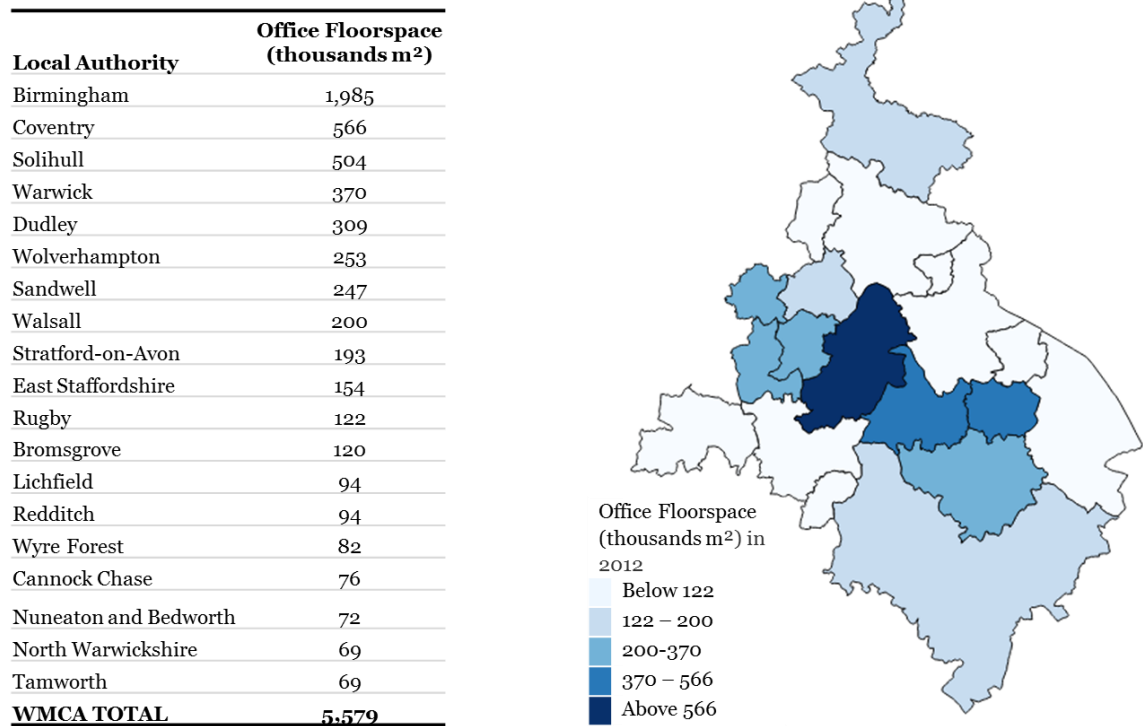 Local Authority
Office Floorspace
(thousands m²)
Birmingham 1,985
Coventry 566
Solihull 504
Warwick 370
Dudley 309
Wolverhampton 253
Sandwell 247
Walsall 200
Stratford-on-Avon 193
East Staffordshire 154
Rugby 122
Bromsgrove 120
Lichfield 94
Redditch 94
Wyre Forest 82
Cannock Chase 76
Nuneaton and Bedworth 72
North Warwickshire 69
Tamworth 69
WMCA TOTAL 5,579
Office Floorspace
(thousands m²) in
2012
Below 122
122 – 200
200-370
370 – 566
Above 566